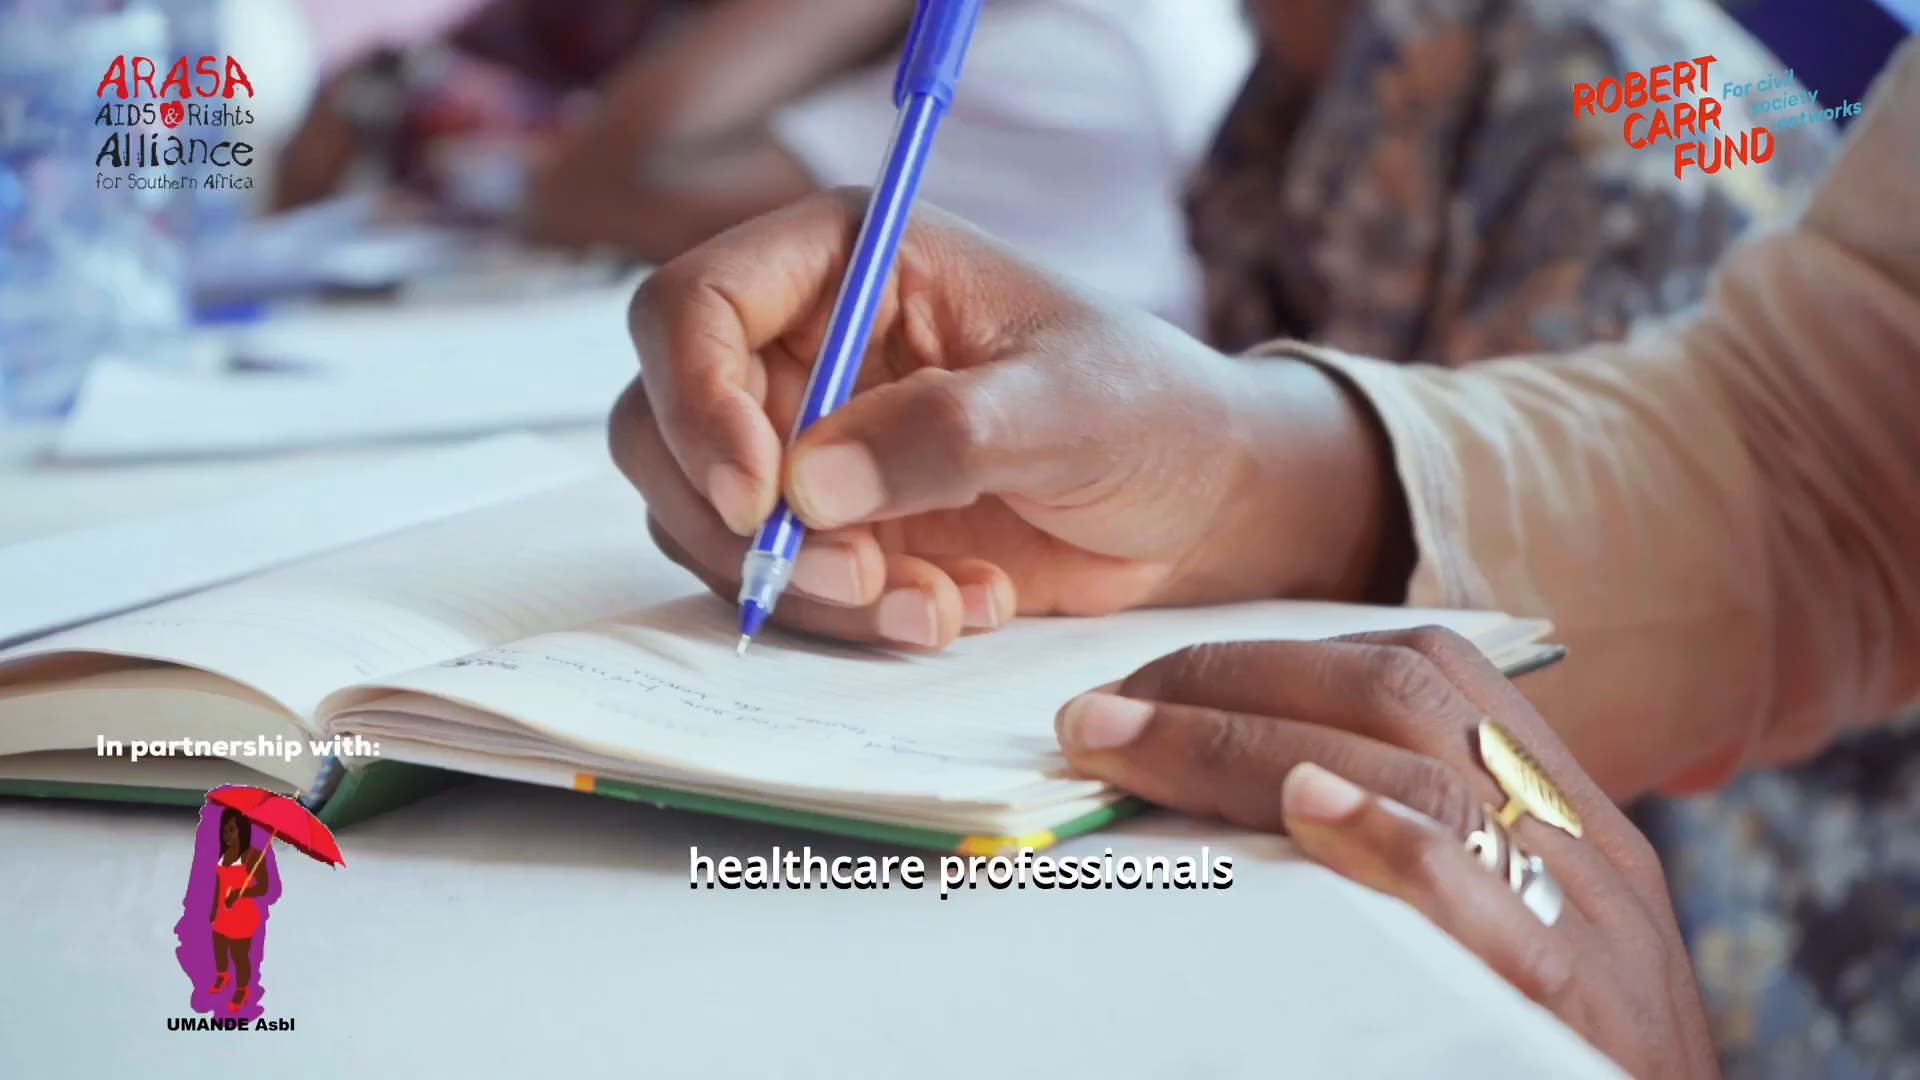 ARASA
AIDS & Rights
Alliance
for Southern Africa
ROBERT
CARR
FUND
For civil
society
networks
In partnership with:
UMANDE Asbl
healthcare professionals